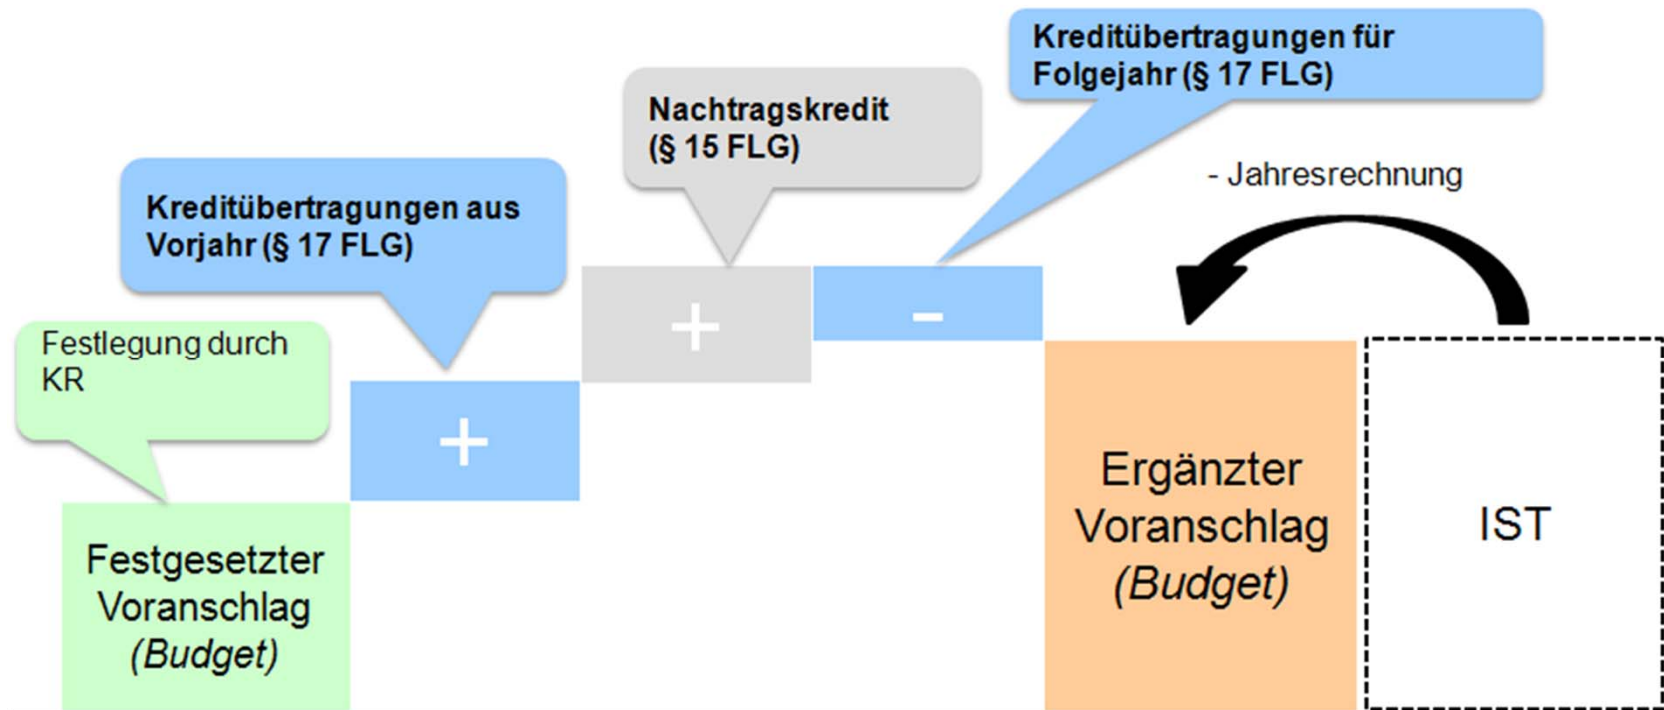 Kreditübertragungen für
Folgejahr (§ 17 FLG)
Nachtragskredit
(§ 15 FLG)
- Jahresrechnung
Kreditübertragungen aus
Vorjahr (§ 17 FLG)
+
-
Festlegung durch
KR
+
Ergänzter
Voranschlag
(Budget)
IST
Festgesetzter
Voranschlag
(Budget)